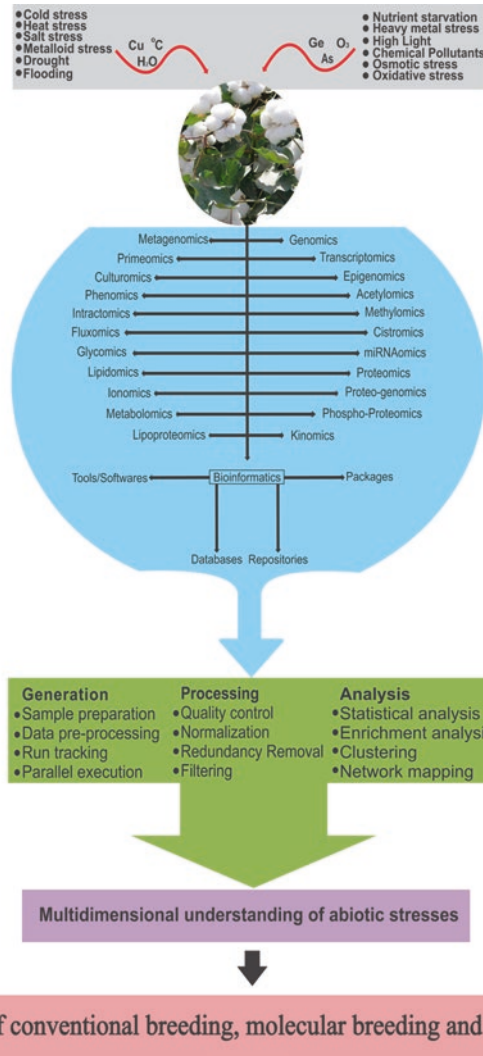 ●Cold stress
●Heat stress
●Salt stress
●Metalloid stress
●Drought
●Flooding
Cu °C
H₂O
Ge O₃
As
●Nutrient starvation
●Heavy metal stress
●High Light
●Chemical Pollutants
●Osmotic stress
●Oxidative stress
Metagenomics Genomics
Primeomics Transcriptomics
Culturomics Epigenomics
Phenomics Acetylomics
Intractomics Methylomics
Fluxomics Cistromics
Glycomics miRNAomics
Lipidomics Proteomics
Ionomics Proteo-genomics
Metabolomics Phospho-Proteomics
Lipoproteomics Kinomics
Tools/Softwares Bioinformatics Packages
Databases Repositories
Generation
●Sample preparation
●Data pre-processing
●Run tracking
●Parallel execution
Processing
●Quality control
●Normalization
●Redundancy Removal
●Filtering
Analysis
●Statistical analysis
●Enrichment analysis
●Clustering
●Network mapping
Multidimensional understanding of abiotic stresses
conventional breeding, molecular breeding and